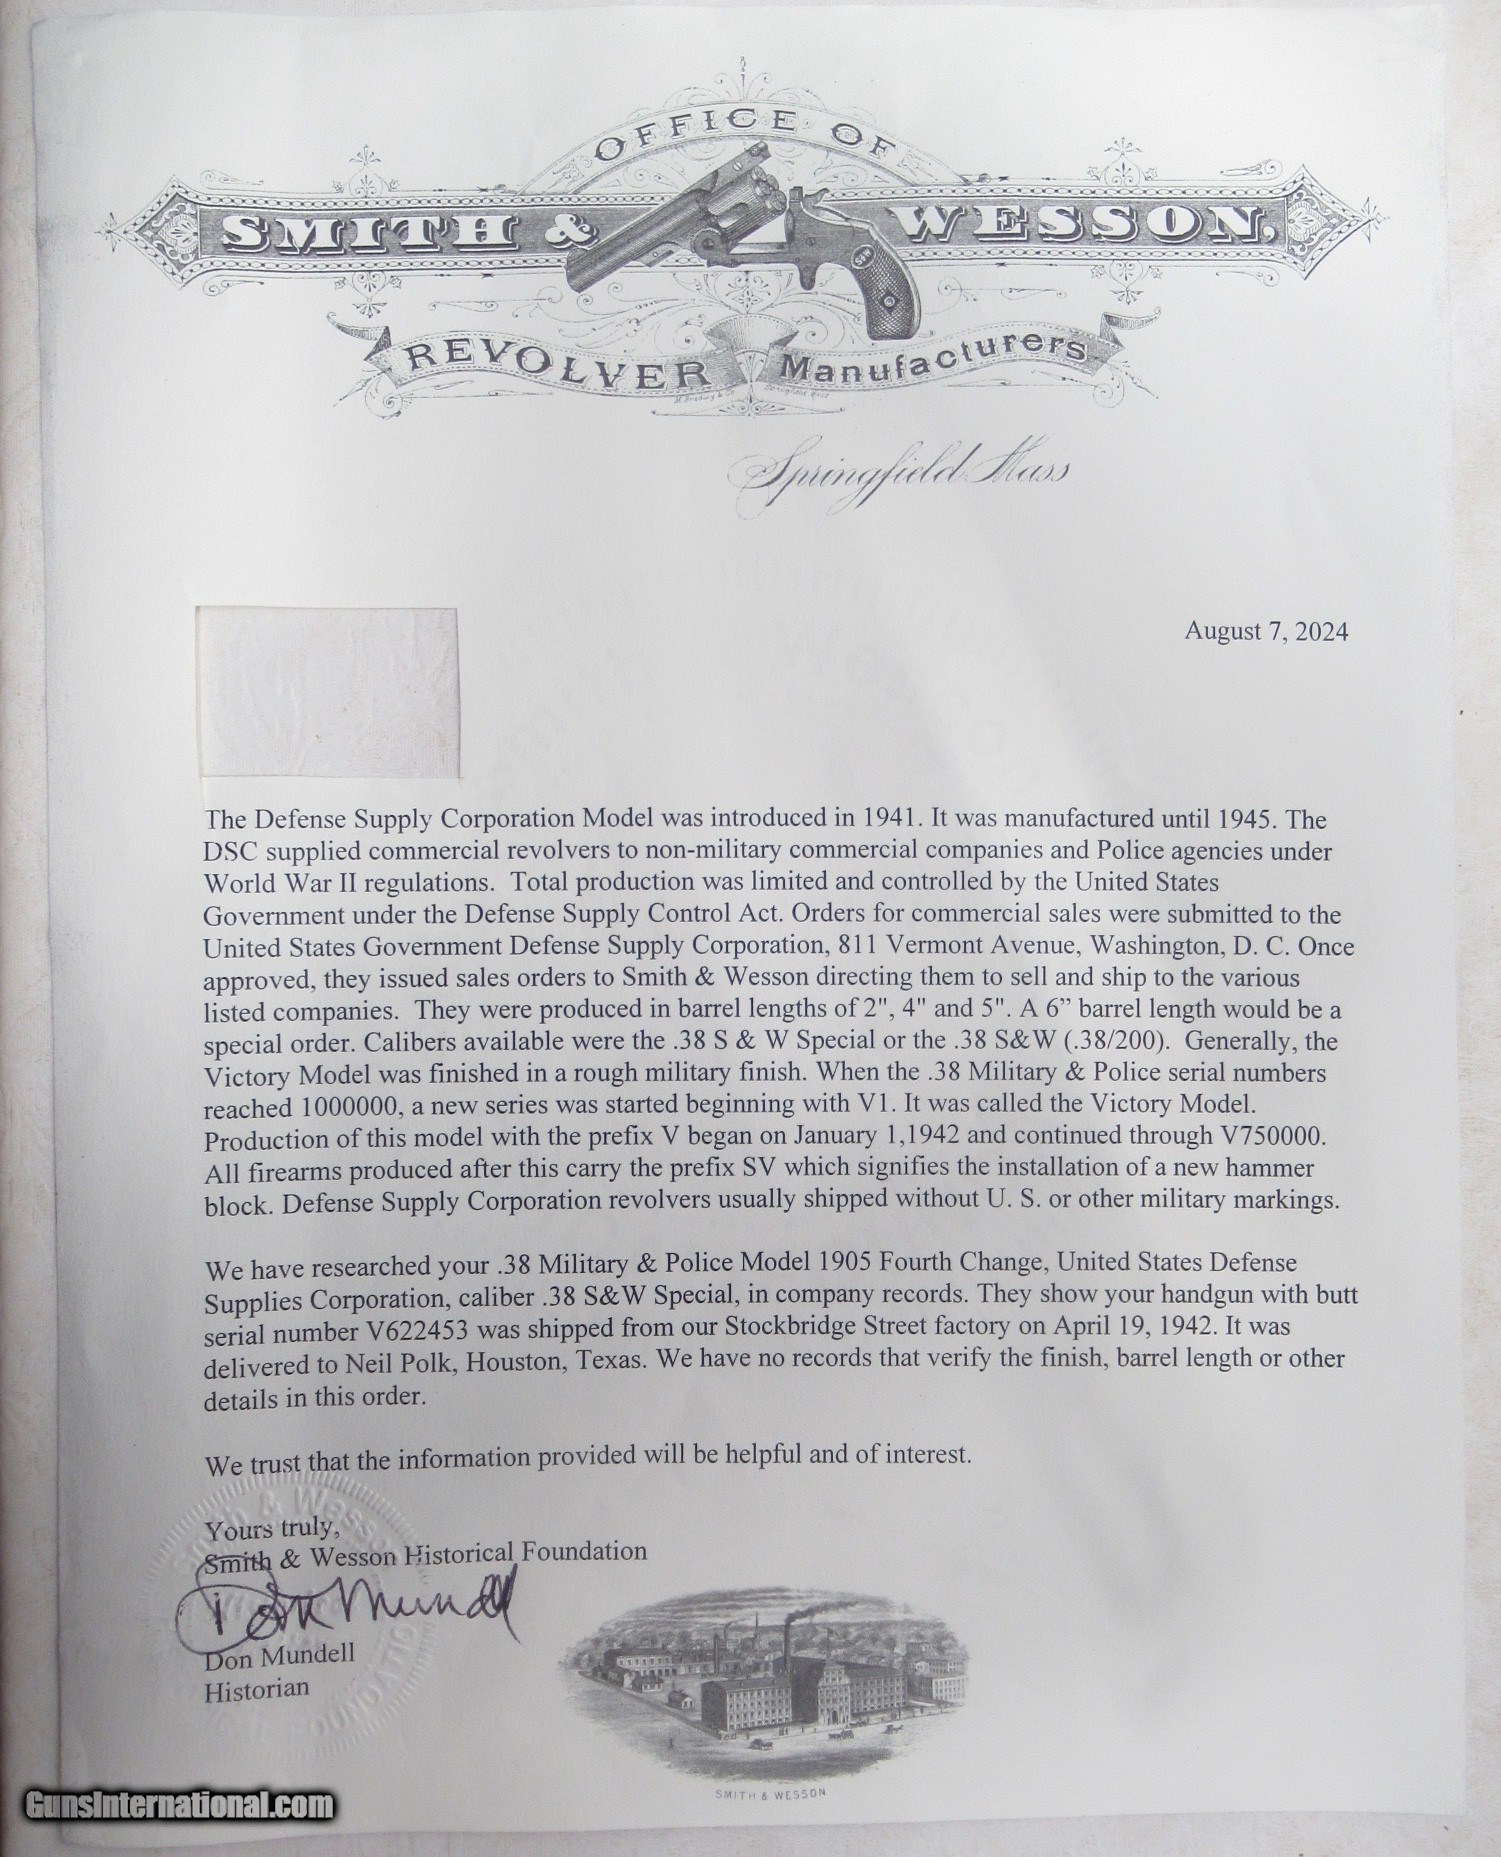 OFFICE OF
SMITH & WESSON,
S&W
REVOLVER Manufacturers
Springfield Mass
August 7, 2024
The Defense Supply Corporation Model was introduced in 1941. It was manufactured until 1945. The
DSC supplied commercial revolvers to non-military commercial companies and Police agencies under
World War II regulations.  Total production was limited and controlled by the United States
Government under the Defense Supply Control Act. Orders for commercial sales were submitted to the
United States Government Defense Supply Corporation, 811 Vermont Avenue, Washington, D. C. Once
approved, they issued sales orders to Smith & Wesson directing them to sell and ship to the various
listed companies.  They were produced in barrel lengths of 2", 4" and 5". A 6” barrel length would be a
special order. Calibers available were the .38 S & W Special or the .38 S&W (.38/200).  Generally, the
Victory Model was finished in a rough military finish. When the .38 Military & Police serial numbers
reached 1000000, a new series was started beginning with V1. It was called the Victory Model.
Production of this model with the prefix V began on January 1,1942 and continued through V750000.
All firearms produced after this carry the prefix SV which signifies the installation of a new hammer
block. Defense Supply Corporation revolvers usually shipped without U. S. or other military markings.
We have researched your .38 Military & Police Model 1905 Fourth Change, United States Defense
Supplies Corporation, caliber .38 S&W Special, in company records. They show your handgun with butt
serial number V622453 was shipped from our Stockbridge Street factory on April 19, 1942. It was
delivered to Neil Polk, Houston, Texas. We have no records that verify the finish, barrel length or other
details in this order.
We trust that the information provided will be helpful and of interest.
Yours truly,
Smith & Wesson Historical Foundation
Don Mundell
Don Mundell
Historian
Smith & Wesson
FOUNDATION
SMITH & WESSON
GunsInternational.com